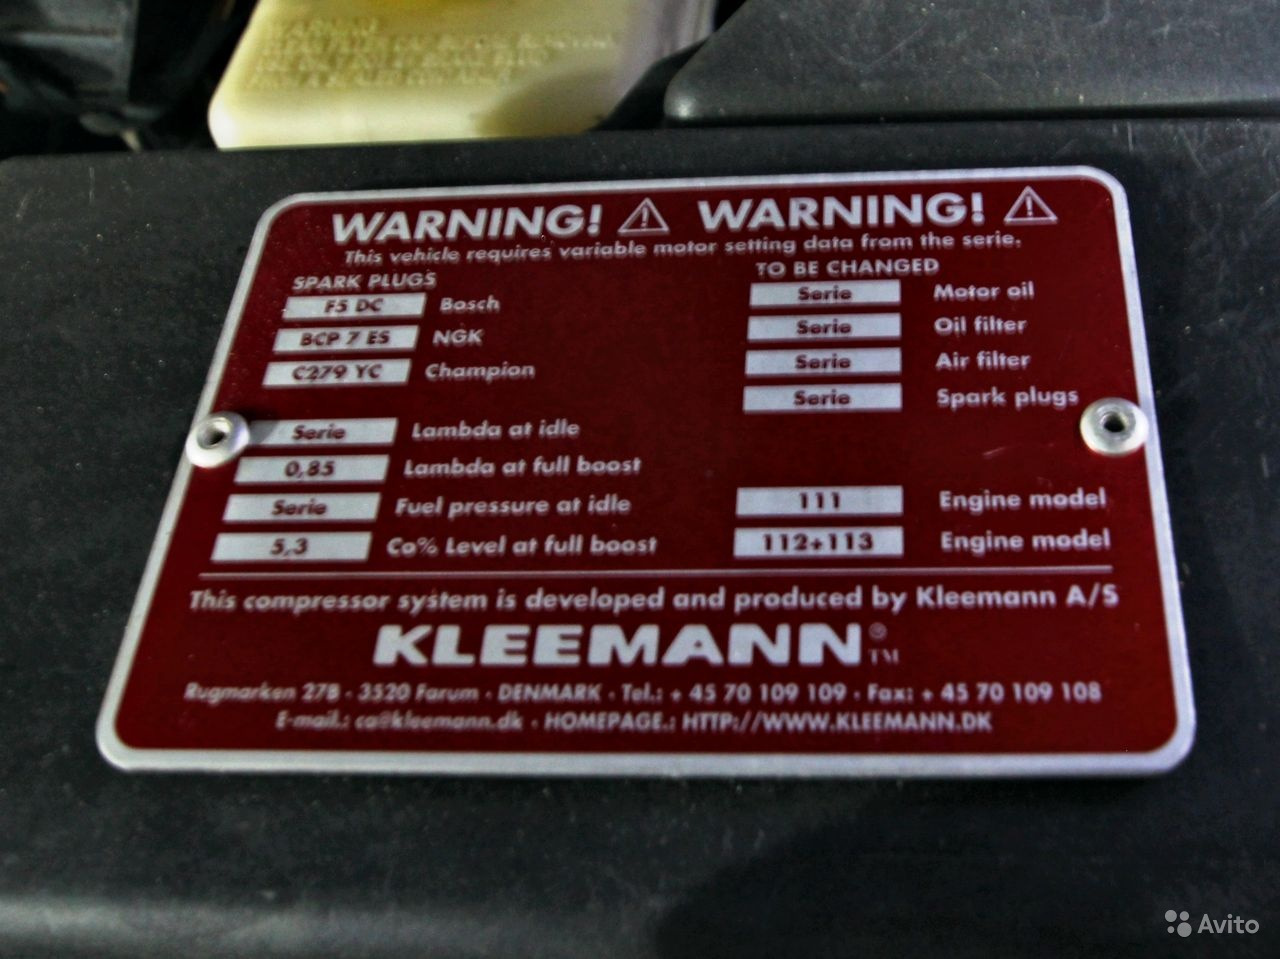 WARNING
WARNING! WARNING!
This vehicle requires variable motor setting data from the serie.
SPARK PLUGS
F5 DC Bosch
BCP 7 ES NGK
C279 YC Champion
Serie Lambda at idle
0,85 Lambda at full boost
Serie Fuel pressure at idle
5,3 Co% Level at full boost
TO BE CHANGED
Serie Motor oil
Serie Oil filter
Serie Air filter
Serie Spark plugs
111 Engine model
112+113 Engine model
This compressor system is developed and produced by Kleemann A/S
KLEEMANN® TM
Rugmarken 27B · 3520 Farum · DENMARK · Tel.: + 45 70 109 109 · Fax: + 45 70 109 108
E-mail.: ca@kleemann.dk · HOMEPAGE.: HTTP://WWW.KLEEMANN.DK
Avito